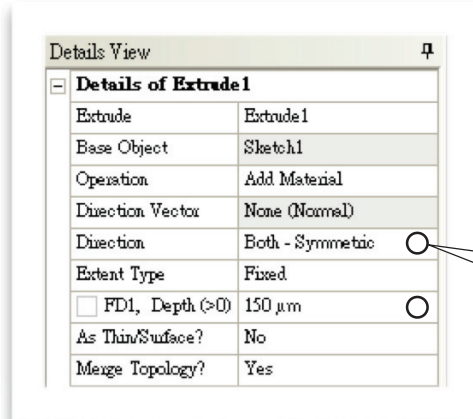 Details View
Details of Extrude1
Extrude Extrude1
Base Object Sketch1
Operation Add Material
Direction Vector None (Normal)
Direction Both - Symmetric
Extent Type Fixed
FD1, Depth (>0) 150 µm
As Thin/Surface? No
Merge Topology? Yes